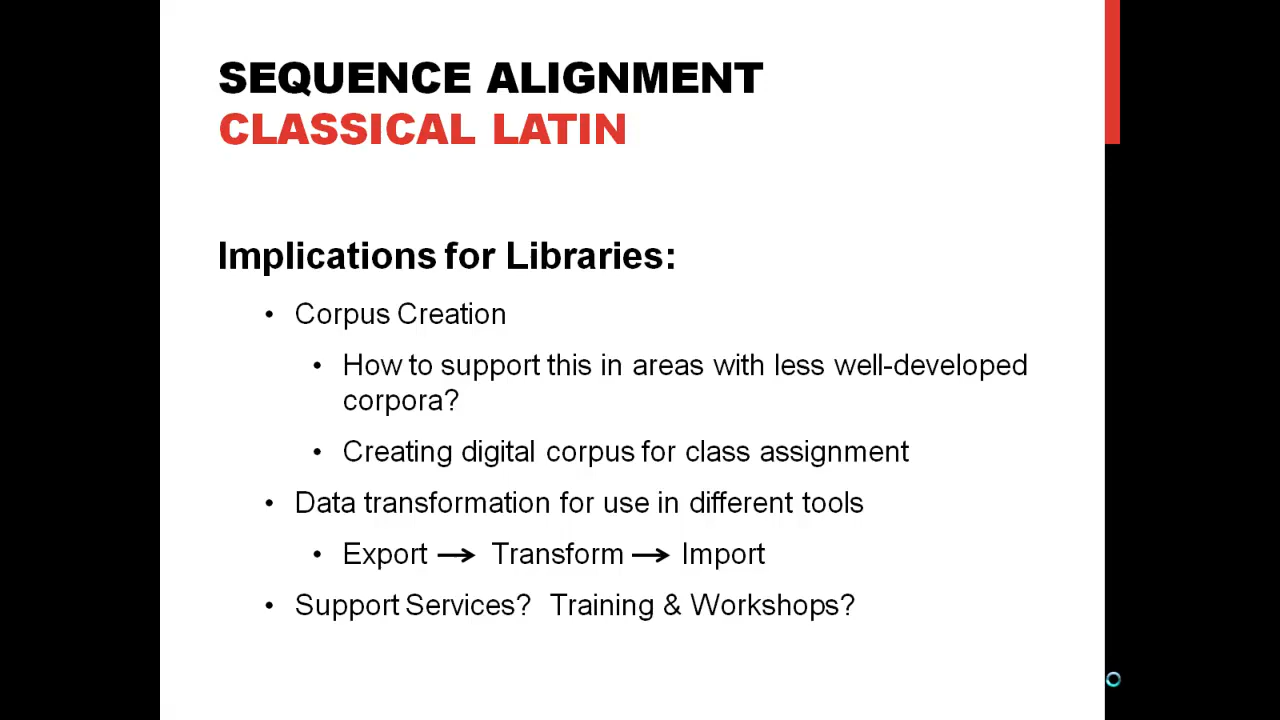 SEQUENCE ALIGNMENT
CLASSICAL LATIN
Implications for Libraries:
• Corpus Creation
• How to support this in areas with less well-developed
corpora?
• Creating digital corpus for class assignment
• Data transformation for use in different tools
• Export → Transform → Import
• Support Services? Training & Workshops?